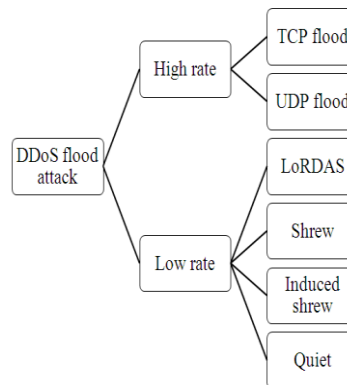 TCP flood
High rate
UDP flood
DDoS flood
attack
LoRDAS
Shrew
Low rate
Induced
shrew
Quiet